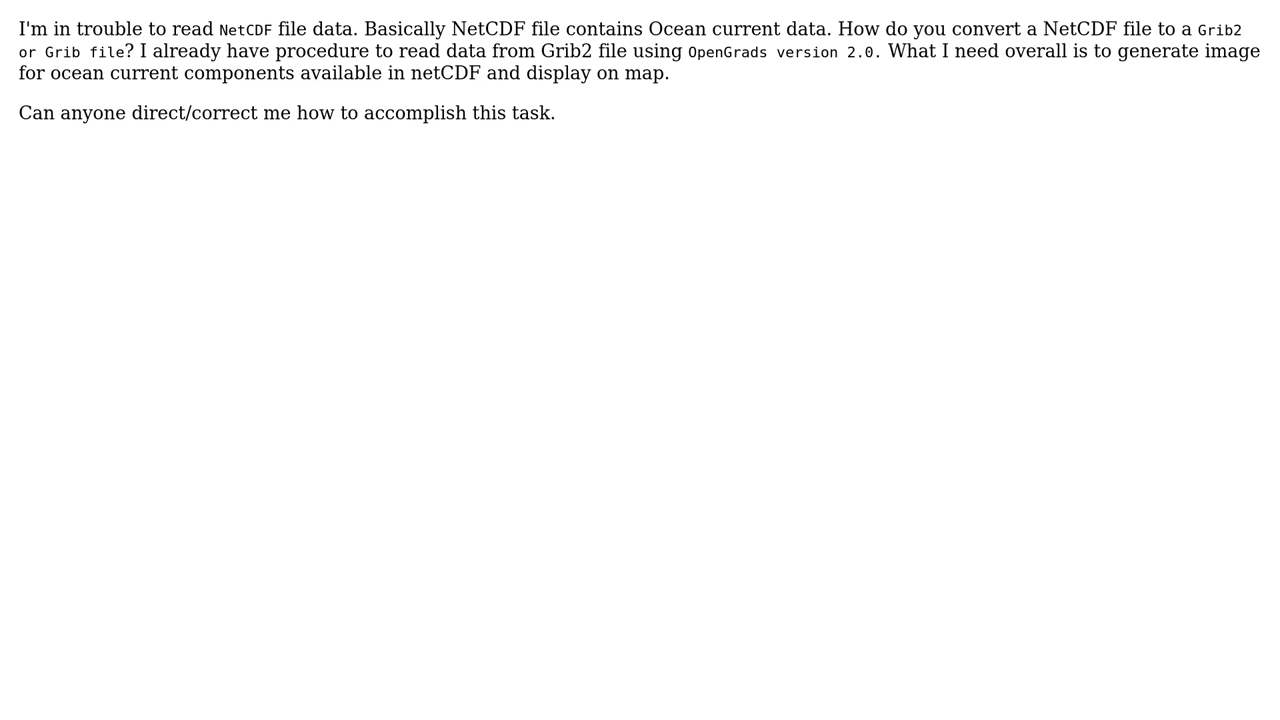 I'm in trouble to read NetCDF file data. Basically NetCDF file contains Ocean current data. How do you convert a NetCDF file to a Grib2
or Grib file? I already have procedure to read data from Grib2 file using OpenGrads version 2.0. What I need overall is to generate image
for ocean current components available in netCDF and display on map.
Can anyone direct/correct me how to accomplish this task.